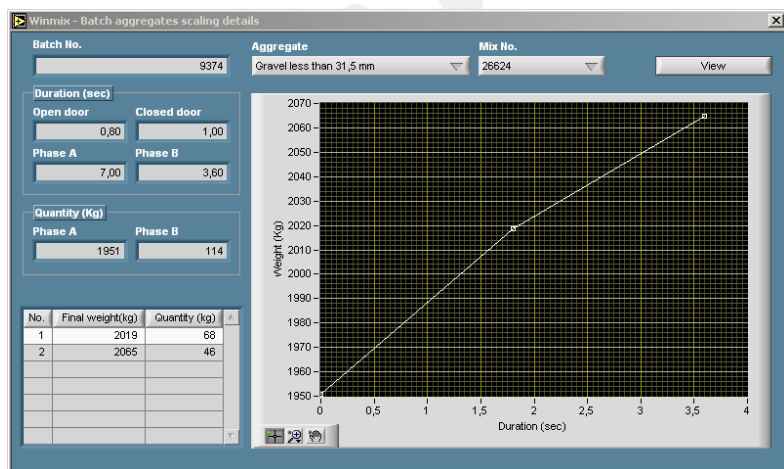 Winmix - Batch aggregates scaling details
Batch No.
9374
Aggregate
Gravel less than 31,5 mm
Mix No.
26624
View
Duration (sec)
Open door Closed door
0,80 1,00
Phase A Phase B
7,00 3,60
Quantity (Kg)
Phase A Phase B
1951 114
No. Final weight(kg) Quantity (kg)
1 2019 68
2 2065 46
Weight (Kg)
2070
2060
2050
2040
2030
2020
2010
2000
1990
1980
1970
1960
1950
0 0,5 1 1,5 2 2,5 3 3,5 4
Duration (sec)